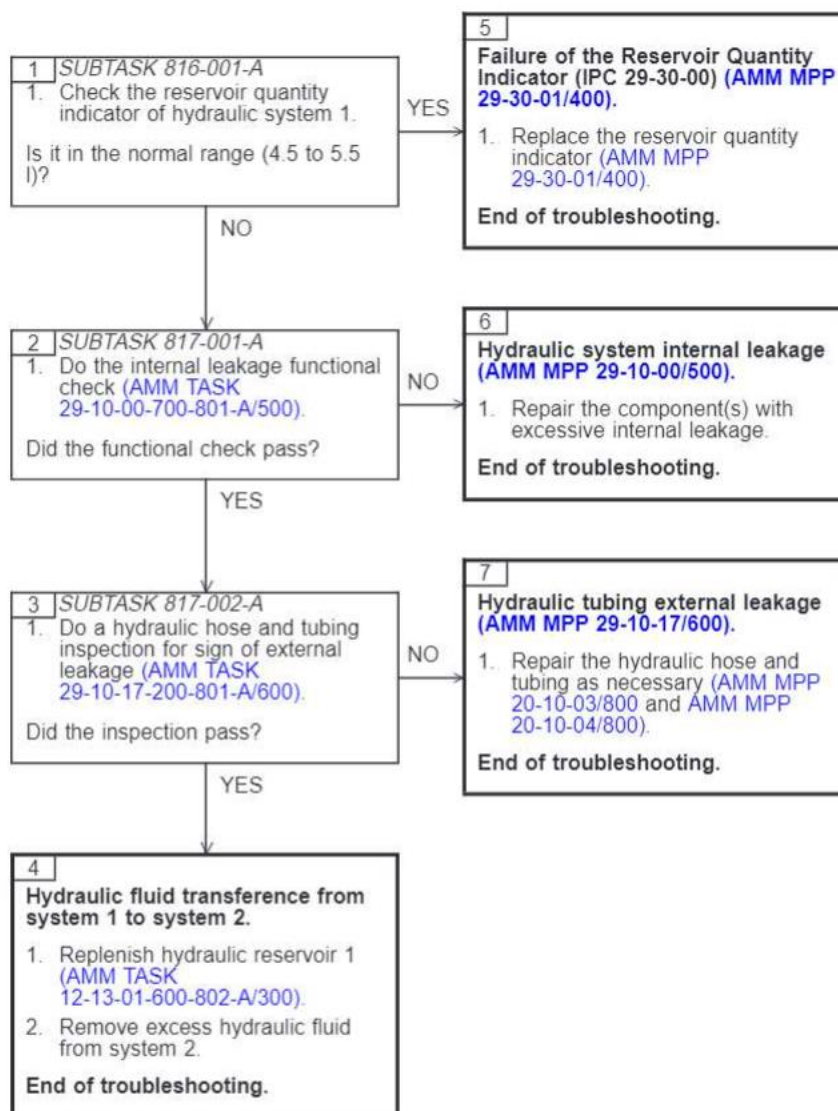 1 SUBTASK 816-001-A
1. Check the reservoir quantity
indicator of hydraulic system 1.
Is it in the normal range (4.5 to 5.5
l)?
YES
NO
5
Failure of the Reservoir Quantity
Indicator (IPC 29-30-00) (AMM MPP
29-30-01/400).
1. Replace the reservoir quantity
indicator (AMM MPP
29-30-01/400).
End of troubleshooting.
2 SUBTASK 817-001-A
1. Do the internal leakage functional
check (AMM TASK
29-10-00-700-801-A/500).
Did the functional check pass?
NO
YES
6
Hydraulic system internal leakage
(AMM MPP 29-10-00/500).
1. Repair the component(s) with
excessive internal leakage.
End of troubleshooting.
3 SUBTASK 817-002-A
1. Do a hydraulic hose and tubing
inspection for sign of external
leakage (AMM TASK
29-10-17-200-801-A/600).
Did the inspection pass?
NO
YES
7
Hydraulic tubing external leakage
(AMM MPP 29-10-17/600).
1. Repair the hydraulic hose and
tubing as necessary (AMM MPP
20-10-03/800 and AMM MPP
20-10-04/800).
End of troubleshooting.
4
Hydraulic fluid transference from
system 1 to system 2.
1. Replenish hydraulic reservoir 1
(AMM TASK
12-13-01-600-802-A/300).
2. Remove excess hydraulic fluid
from system 2.
End of troubleshooting.